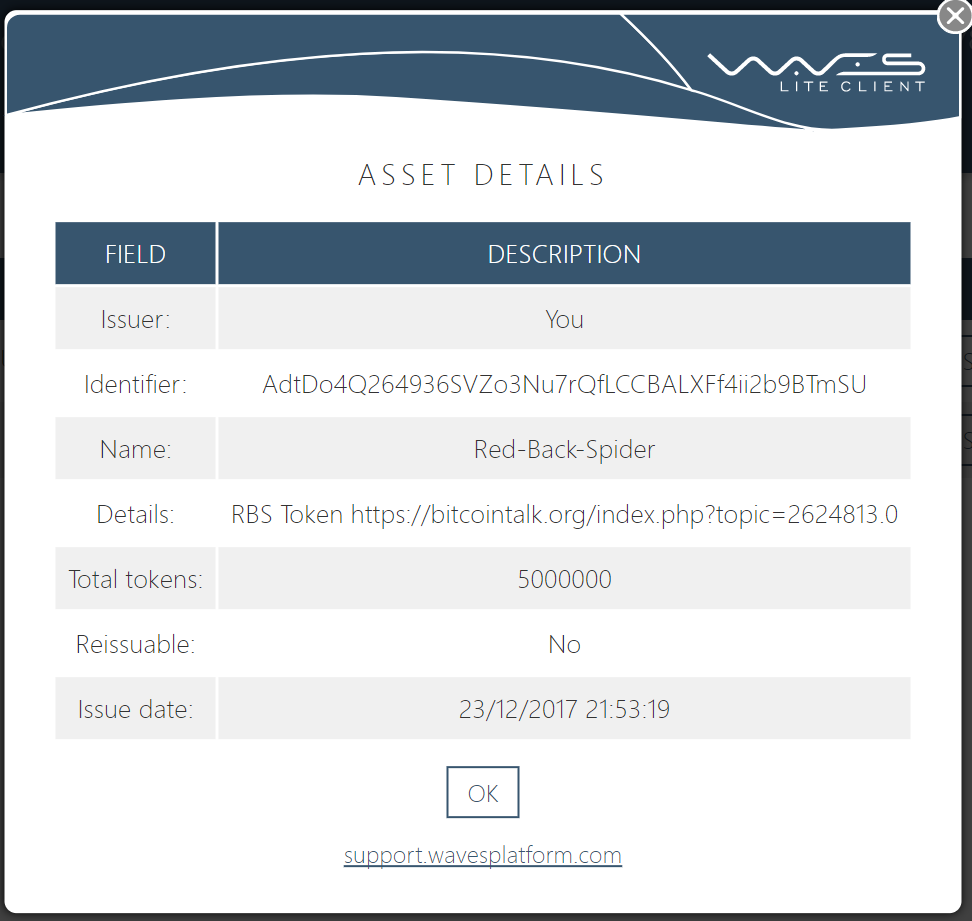 WAVES
LITE CLIENT
ASSET DETAILS
FIELD DESCRIPTION
Issuer: You
Identifier: AdtDo4Q264936SVZo3Nu7rQfLCCBALXFf4ii2b9BTmSU
Name: Red-Back-Spider
Details: RBS Token https://bitcointalk.org/index.php?topic=2624813.0
Total tokens: 5000000
Reissuable: No
Issue date: 23/12/2017 21:53:19
OK
support.wavesplatform.com